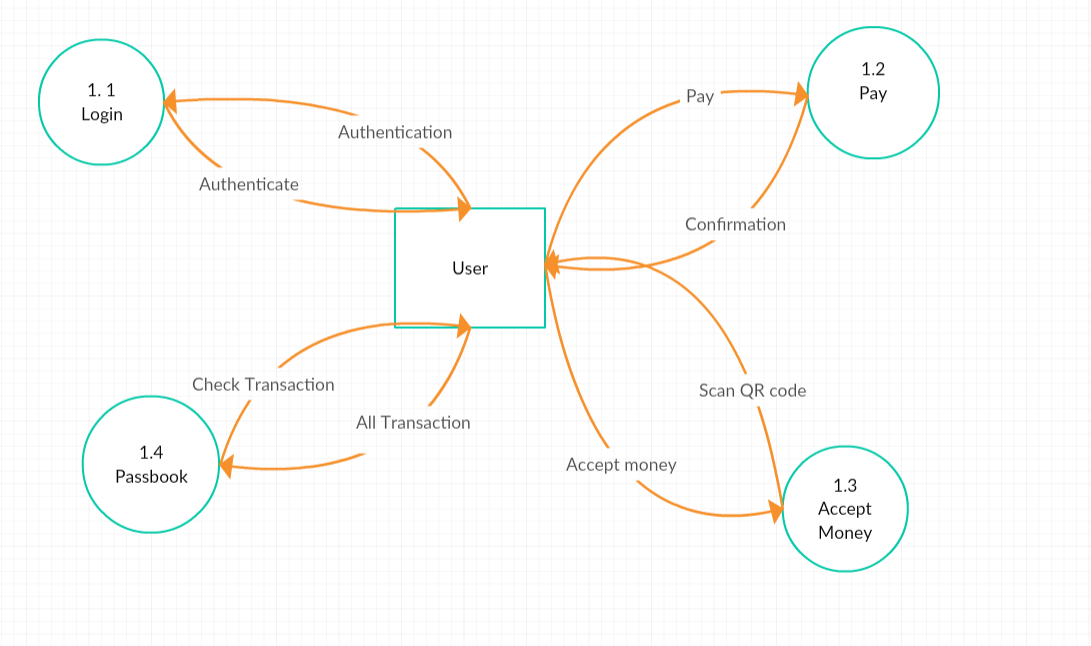 1. 1
Login
Authentication
Authenticate
User
Pay
1.2
Pay
Confirmation
Check Transaction
All Transaction
1.4
Passbook
Scan QR code
Accept money
1.3
Accept
Money